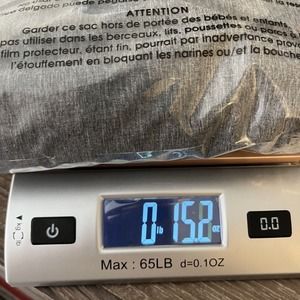 ATTENTION
Garder ce sac hors de portée des bébés et enfants.
pas utiliser dans les berceaux, lits, poussettes ou parcs
film protecteur, étant fin, pourrait par inadvertance
l'étouffement en bloquant les narines ou et la bouche
0 lb 15.2 oz
0.0
kg lb
Max : 65LB d=0.1OZ